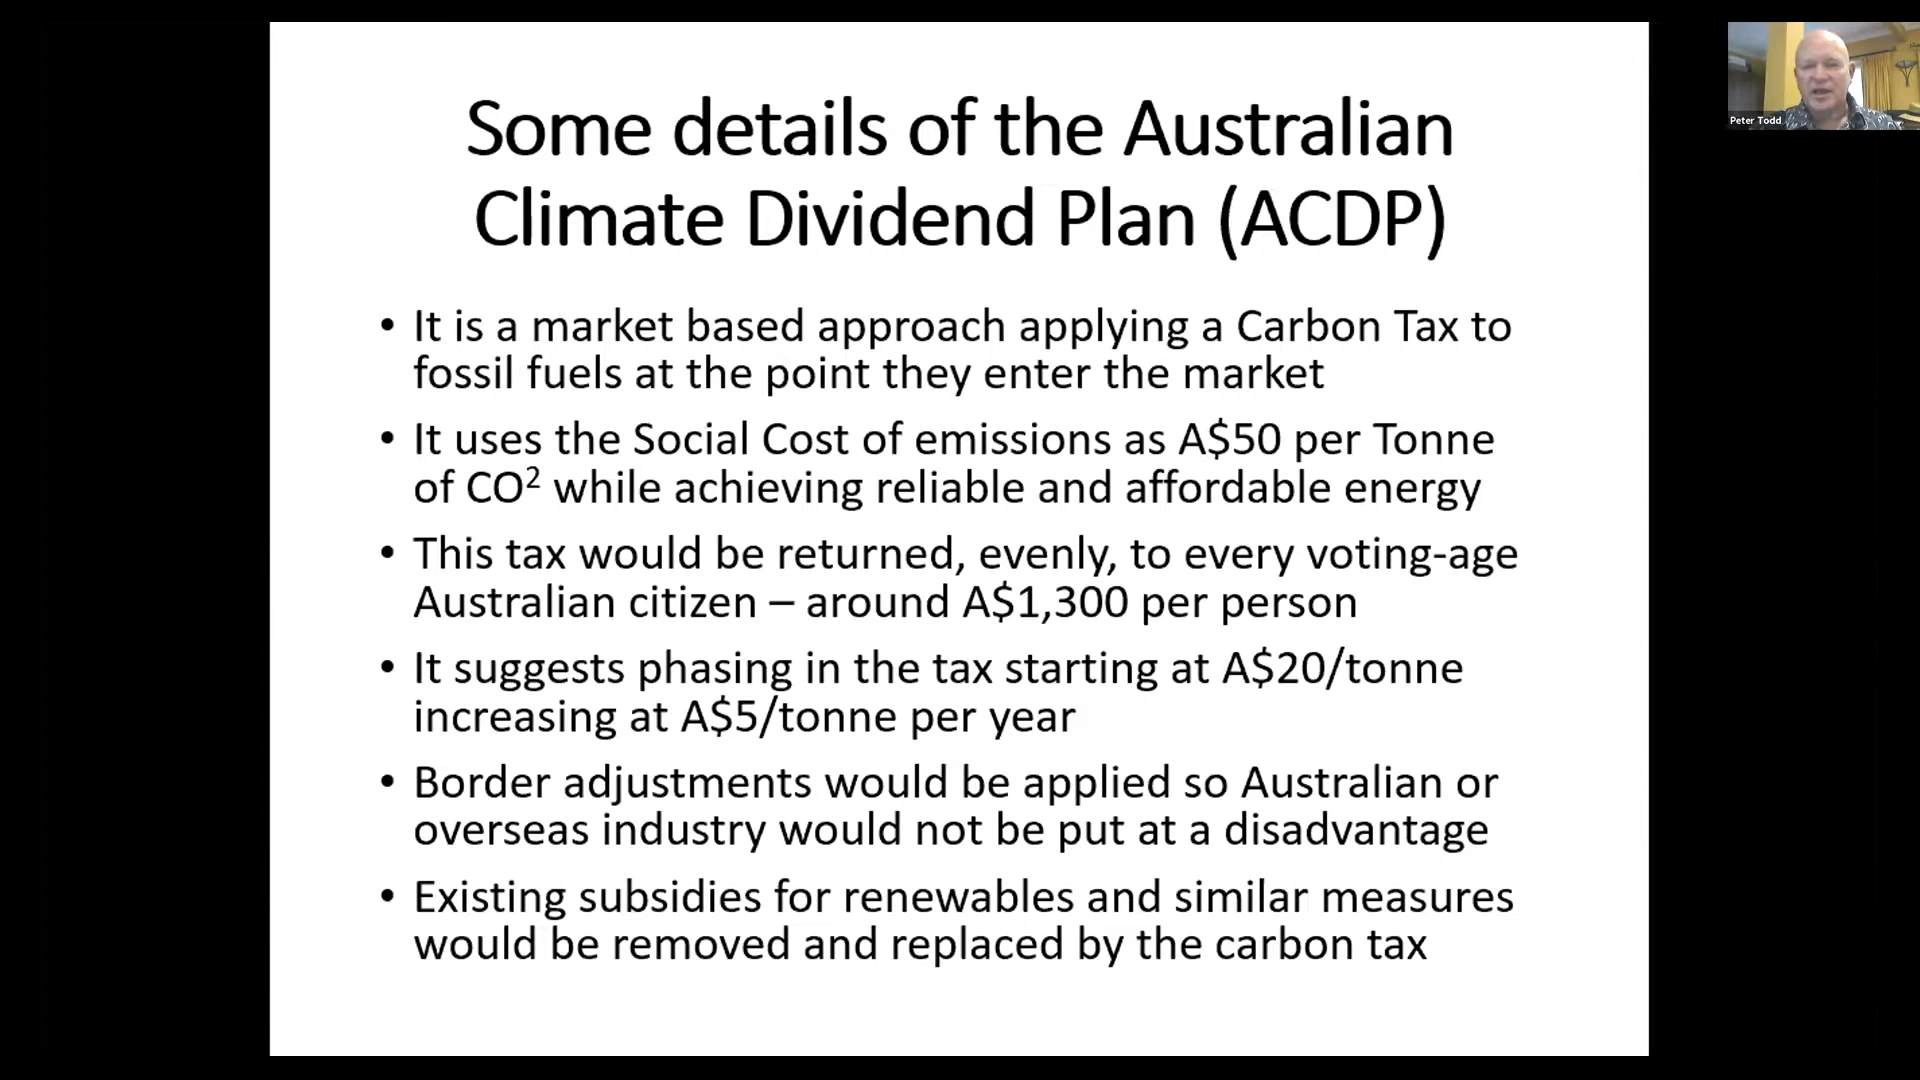 Some details of the Australian
Climate Dividend Plan (ACDP)
• It is a market based approach applying a Carbon Tax to
fossil fuels at the point they enter the market
• It uses the Social Cost of emissions as A$50 per Tonne
of CO² while achieving reliable and affordable energy
• This tax would be returned, evenly, to every voting-age
Australian citizen – around A$1,300 per person
• It suggests phasing in the tax starting at A$20/tonne
increasing at A$5/tonne per year
• Border adjustments would be applied so Australian or
overseas industry would not be put at a disadvantage
• Existing subsidies for renewables and similar measures
would be removed and replaced by the carbon tax
Peter Todd